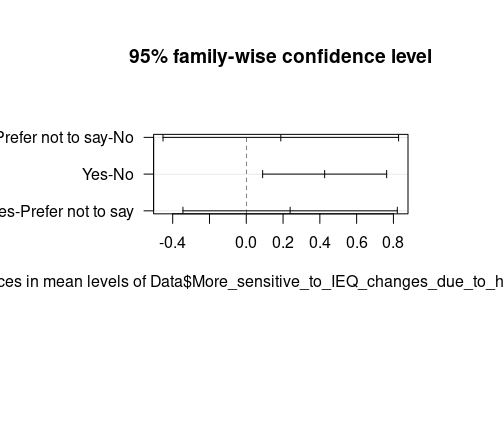 95% family-wise confidence level
Prefer not to say-No
Yes-No
es-Prefer not to say
-0.4 0.0 0.2 0.4 0.6 0.8
ces in mean levels of Data$More_sensitive_to_IEQ_changes_due_to_h